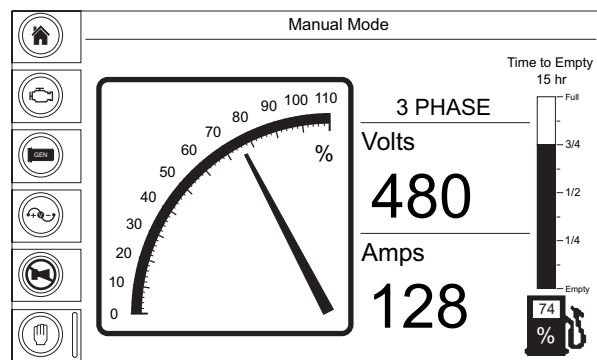 Manual Mode
Time to Empty
15 hr
GEN
0
10
20
30
40
50
60
70
80
90
100
110
%
3 PHASE
Volts
480
Amps
128
Full
3/4
1/2
1/4
Empty
74
%